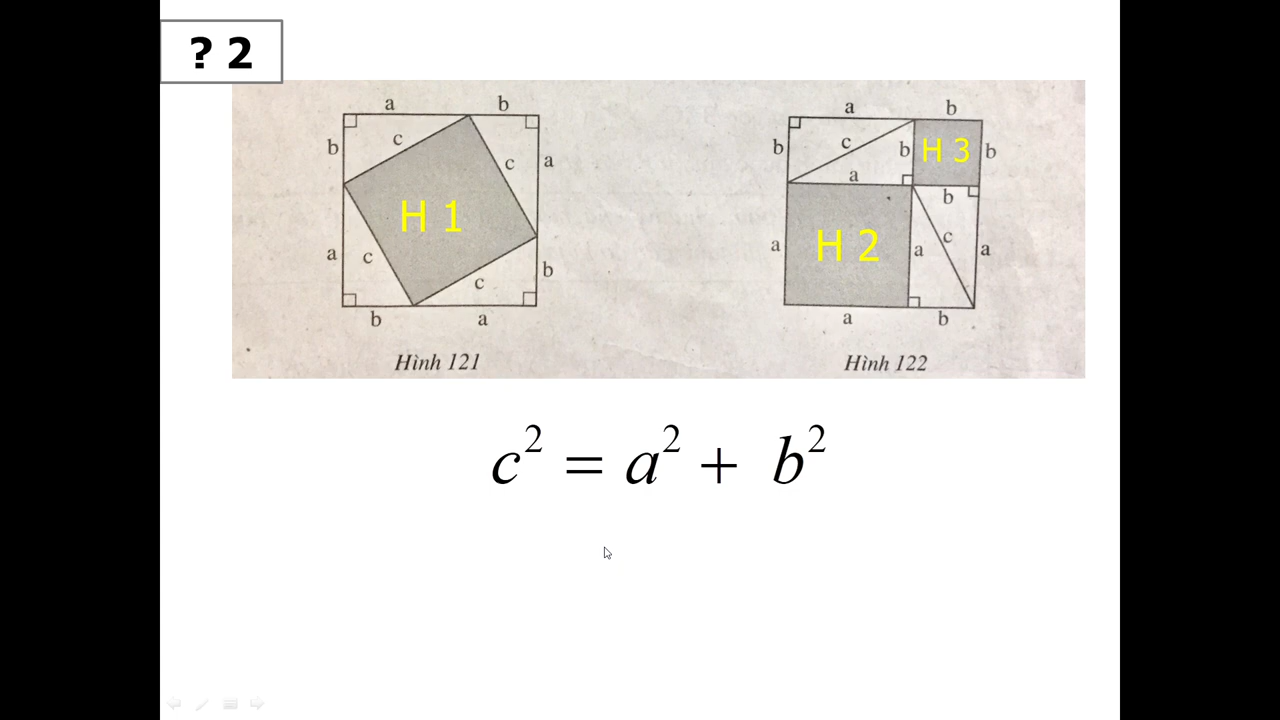 ? 2
a b a b
b c c a b c b H 3 b
H 1 a b
a c c b a H 2 a c a
b a a b
Hình 121 Hình 122
c² = a² + b²